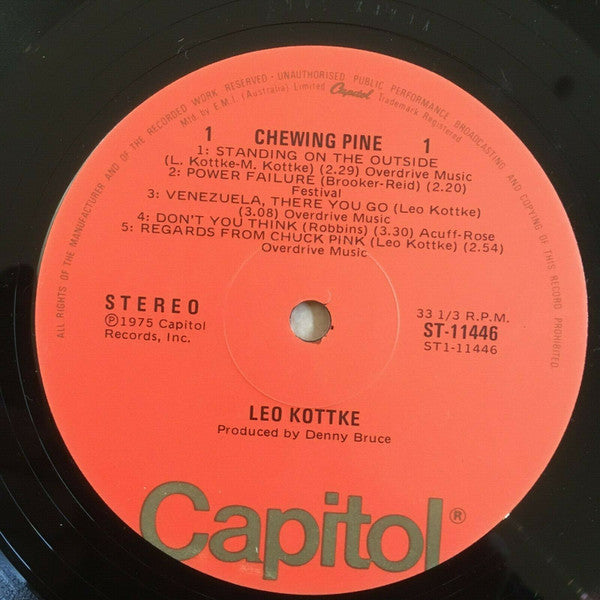 ALL RIGHTS OF THE MANUFACTURER AND OF THE RECORDED WORK RESERVED - UNAUTHORISED PUBLIC PERFORMANCE BROADCASTING AND COPYING OF THIS RECORD PROHIBITED
Mfd by E.M.I. (Australia) Limited Capitol Trademark Registered
1 CHEWING PINE 1
1: STANDING ON THE OUTSIDE
(L. Kottke-M. Kottke) (2.29) Overdrive Music
2: POWER FAILURE (Brooker-Reid) (2.20)
Festival
3: VENEZUELA, THERE YOU GO (Leo Kottke)
(3.08) Overdrive Music
4: DON'T YOU THINK (Robbins) (3.30) Acuff-Rose
5: REGARDS FROM CHUCK PINK (Leo Kottke) (2.54)
Overdrive Music
STEREO
℗1975 Capitol
Records, Inc.
33 1/3 R.P.M.
ST-11446
ST1-11446
LEO KOTTKE
Produced by Denny Bruce
Capitol®